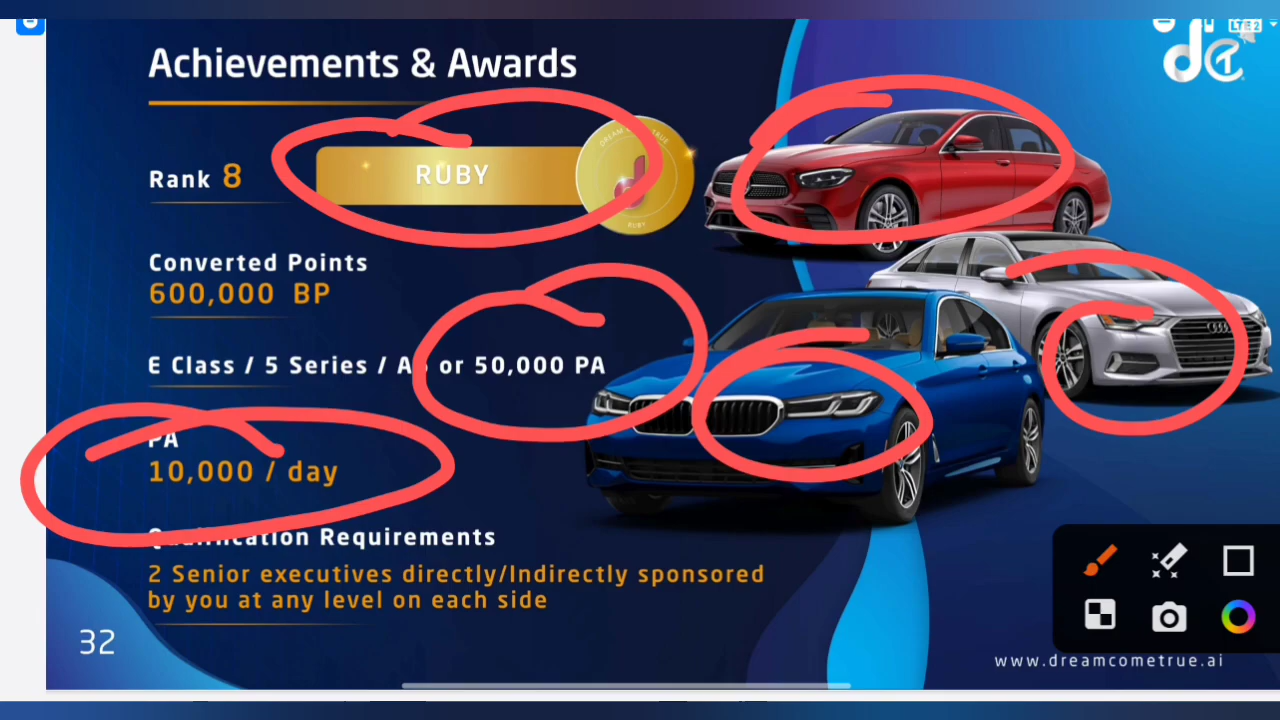 Achievements & Awards
Rank 8
RUBY
RUBY
Converted Points
600,000 BP
E Class / 5 Series / A6 or 50,000 PA
PA
10,000 / day
Qualification Requirements
2 Senior executives directly/Indirectly sponsored
by you at any level on each side
32
www.dreamcometrue.ai